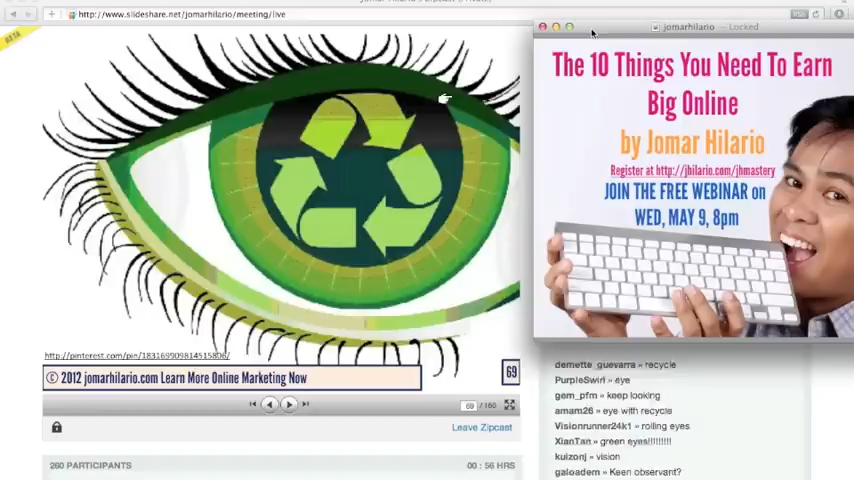 http://www.slideshare.net/jomarhilario/meeting/live
BETA
jomarhilario — Locked
The 10 Things You Need To Earn
Big Online
by Jomar Hilario
Register at http://jhilario.com/jhmastery
JOIN THE FREE WEBINAR on
WED, MAY 9, 8pm
http://pinterest.com/pin/183169909814515806/
© 2012 jomarhilario.com Learn More Online Marketing Now
69
69 / 160
Leave Zipcast
260 PARTICIPANTS
00 : 56 HRS
demette_guevarra » recycle
PurpleSwirl » eye
gem_pfm » keep looking
amam26 » eye with recycle
Visionrunner24k1 » rolling eyes
XianTan » green eyes!!!!!!!!!
kuizonj » vision
galoadem » Keen observant?